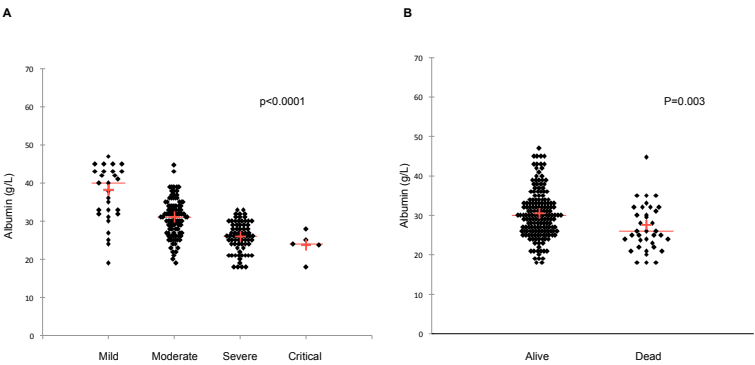 A
B
70
60
50
40
30
20
10
0
Albumin (g/L)
p<0.0001
Mild Moderate Severe Critical
70
60
50
40
30
20
10
0
Albumin (g/L)
P=0.003
Alive Dead